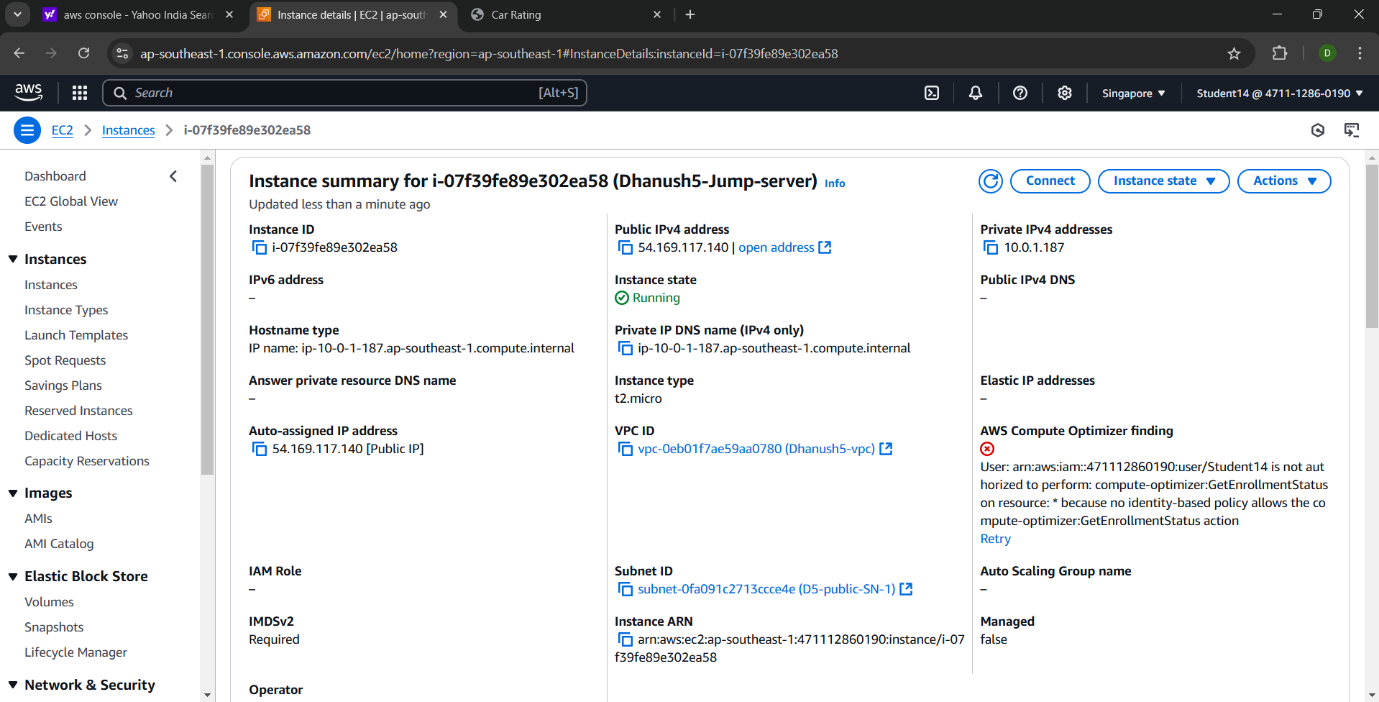 aws console - Yahoo India Sear
Instance details | EC2 | ap-south
Car Rating
ap-southeast-1.console.aws.amazon.com/ec2/home?region=ap-southeast-1#InstanceDetails:instanceId=i-07f39fe89e302ea58
D
aws
Search
[Alt+S]
Singapore
Student14 @ 4711-1286-0190
EC2
Instances
i-07f39fe89e302ea58
Dashboard
EC2 Global View
Events
Instances
Instances
Instance Types
Launch Templates
Spot Requests
Savings Plans
Reserved Instances
Dedicated Hosts
Capacity Reservations
Images
AMIs
AMI Catalog
Elastic Block Store
Volumes
Snapshots
Lifecycle Manager
Network & Security
Instance summary for i-07f39fe89e302ea58 (Dhanush5-Jump-server) Info
Connect
Instance state
Actions
Updated less than a minute ago
Instance ID
i-07f39fe89e302ea58
Public IPv4 address
54.169.117.140 | open address
Private IPv4 addresses
10.0.1.187
IPv6 address
–
Instance state
Running
Public IPv4 DNS
–
Hostname type
IP name: ip-10-0-1-187.ap-southeast-1.compute.internal
Private IP DNS name (IPv4 only)
ip-10-0-1-187.ap-southeast-1.compute.internal
Answer private resource DNS name
–
Instance type
t2.micro
Elastic IP addresses
–
Auto-assigned IP address
54.169.117.140 [Public IP]
VPC ID
vpc-0eb01f7ae59aa0780 (Dhanush5-vpc)
AWS Compute Optimizer finding
User: arn:aws:iam::471112860190:user/Student14 is not aut
horized to perform: compute-optimizer:GetEnrollmentStatus
on resource: * because no identity-based policy allows the co
mpute-optimizer:GetEnrollmentStatus action
Retry
IAM Role
–
Subnet ID
subnet-0fa091c2713ccce4e (D5-public-SN-1)
Auto Scaling Group name
–
IMDSv2
Required
Instance ARN
arn:aws:ec2:ap-southeast-1:471112860190:instance/i-07
f39fe89e302ea58
Managed
false
Operator